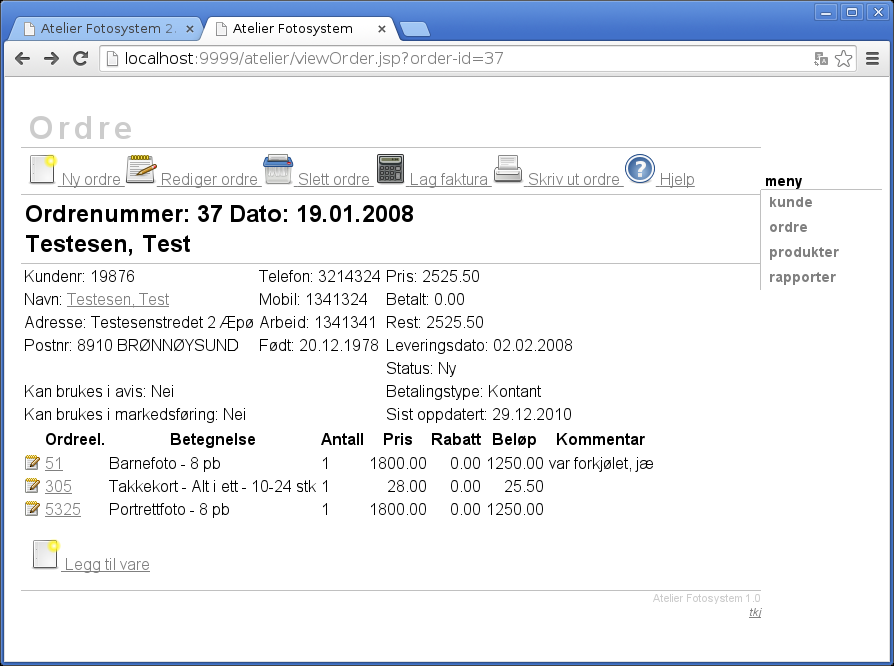 Atelier Fotosystem 2.
Atelier Fotosystem
localhost:9999/atelier/viewOrder.jsp?order-id=37
Ordre
Ny ordre Rediger ordre Slett ordre Lag faktura Skriv ut ordre ? Hjelp
meny
kunde
ordre
produkter
rapporter
Ordrenummer: 37 Dato: 19.01.2008
Testesen, Test
Kundenr: 19876 Telefon: 3214324 Pris: 2525.50
Navn: Testesen, Test Mobil: 1341324 Betalt: 0.00
Adresse: Testesenstredet 2 Æpø Arbeid: 1341341 Rest: 2525.50
Postnr: 8910 BRØNNØYSUND Født: 20.12.1978 Leveringsdato: 02.02.2008
Status: Ny
Kan brukes i avis: Nei Betalingstype: Kontant
Kan brukes i markedsføring: Nei Sist oppdatert: 29.12.2010
Ordreel. Betegnelse Antall Pris Rabatt Beløp Kommentar
51 Barnefoto - 8 pb 1 1800.00 0.00 1250.00 var forkjølet, jæ
305 Takkekort - Alt i ett - 10-24 stk 1 28.00 0.00 25.50
5325 Portrettfoto - 8 pb 1 1800.00 0.00 1250.00
Legg til vare
Atelier Fotosystem 1.0
tkj